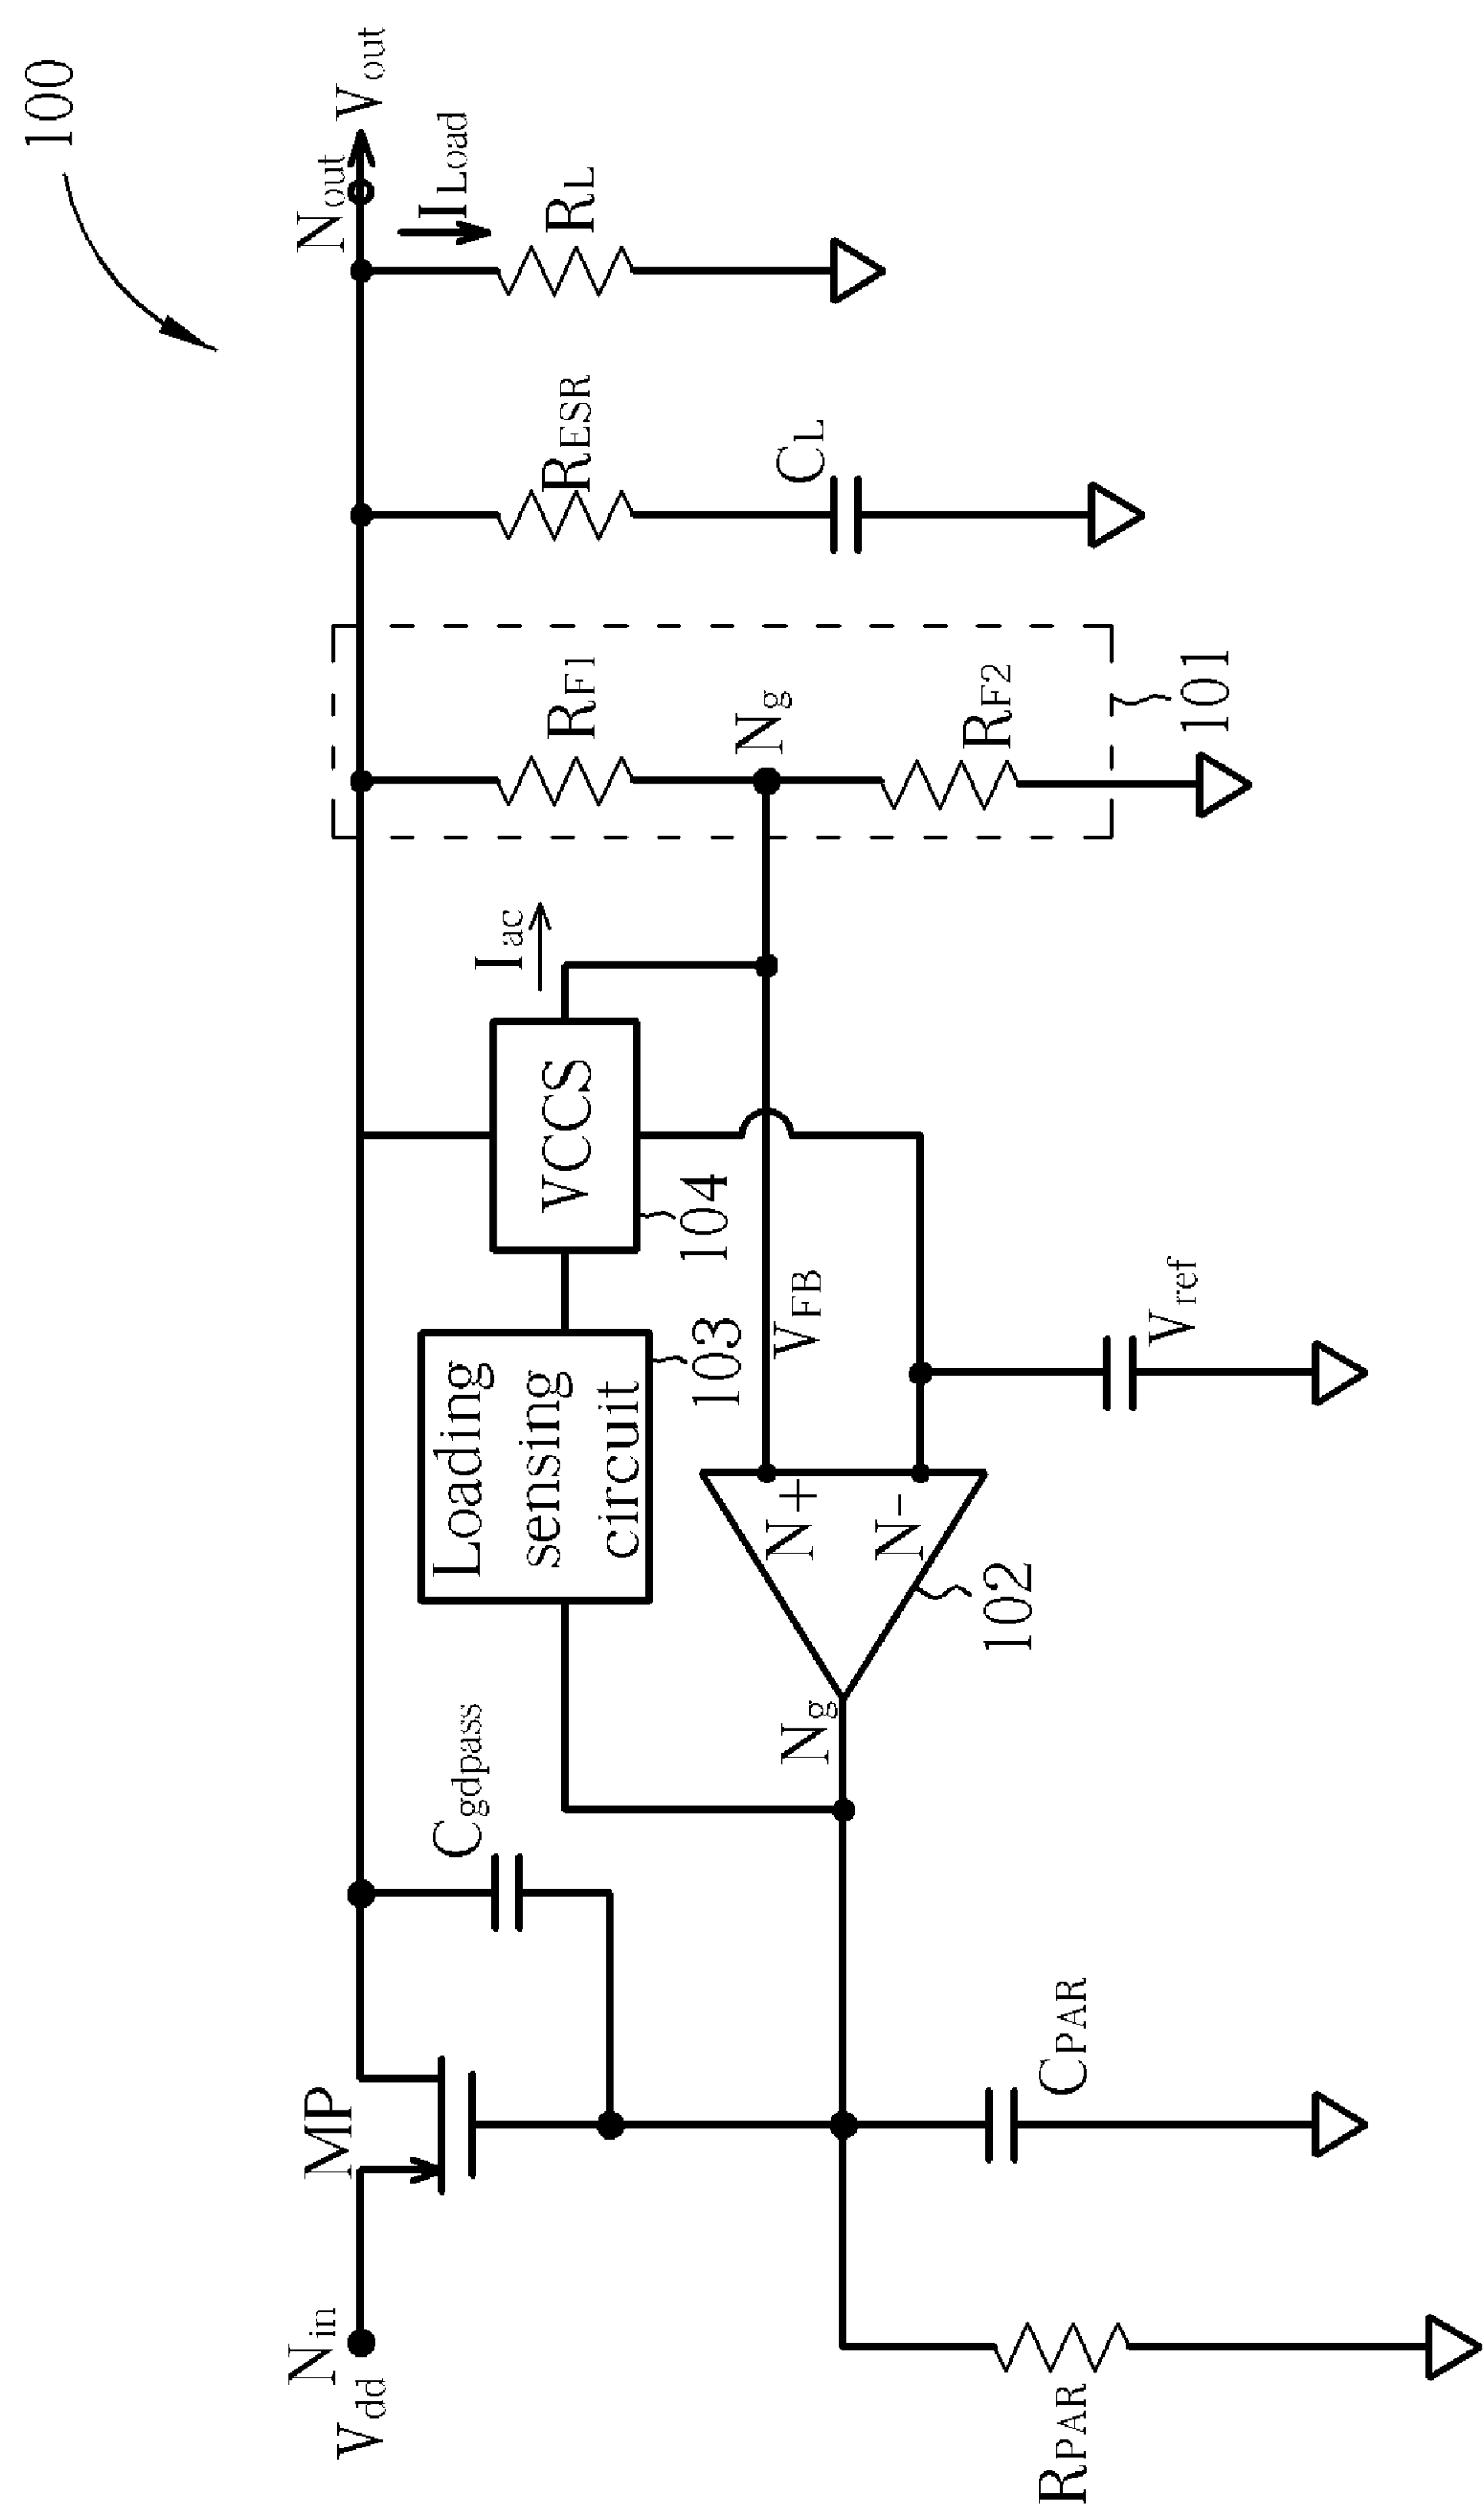 100
Nin
Vdd
MP
Cgdpass
Nout
Vout
ILoad
RL
RESR
CL
RF1
Ng
RF2
101
Iac
VCCS
104
Loading
sensing
circuit
103
VFB
N+
N-
102
Ng
Vref
CPAR
RPAR